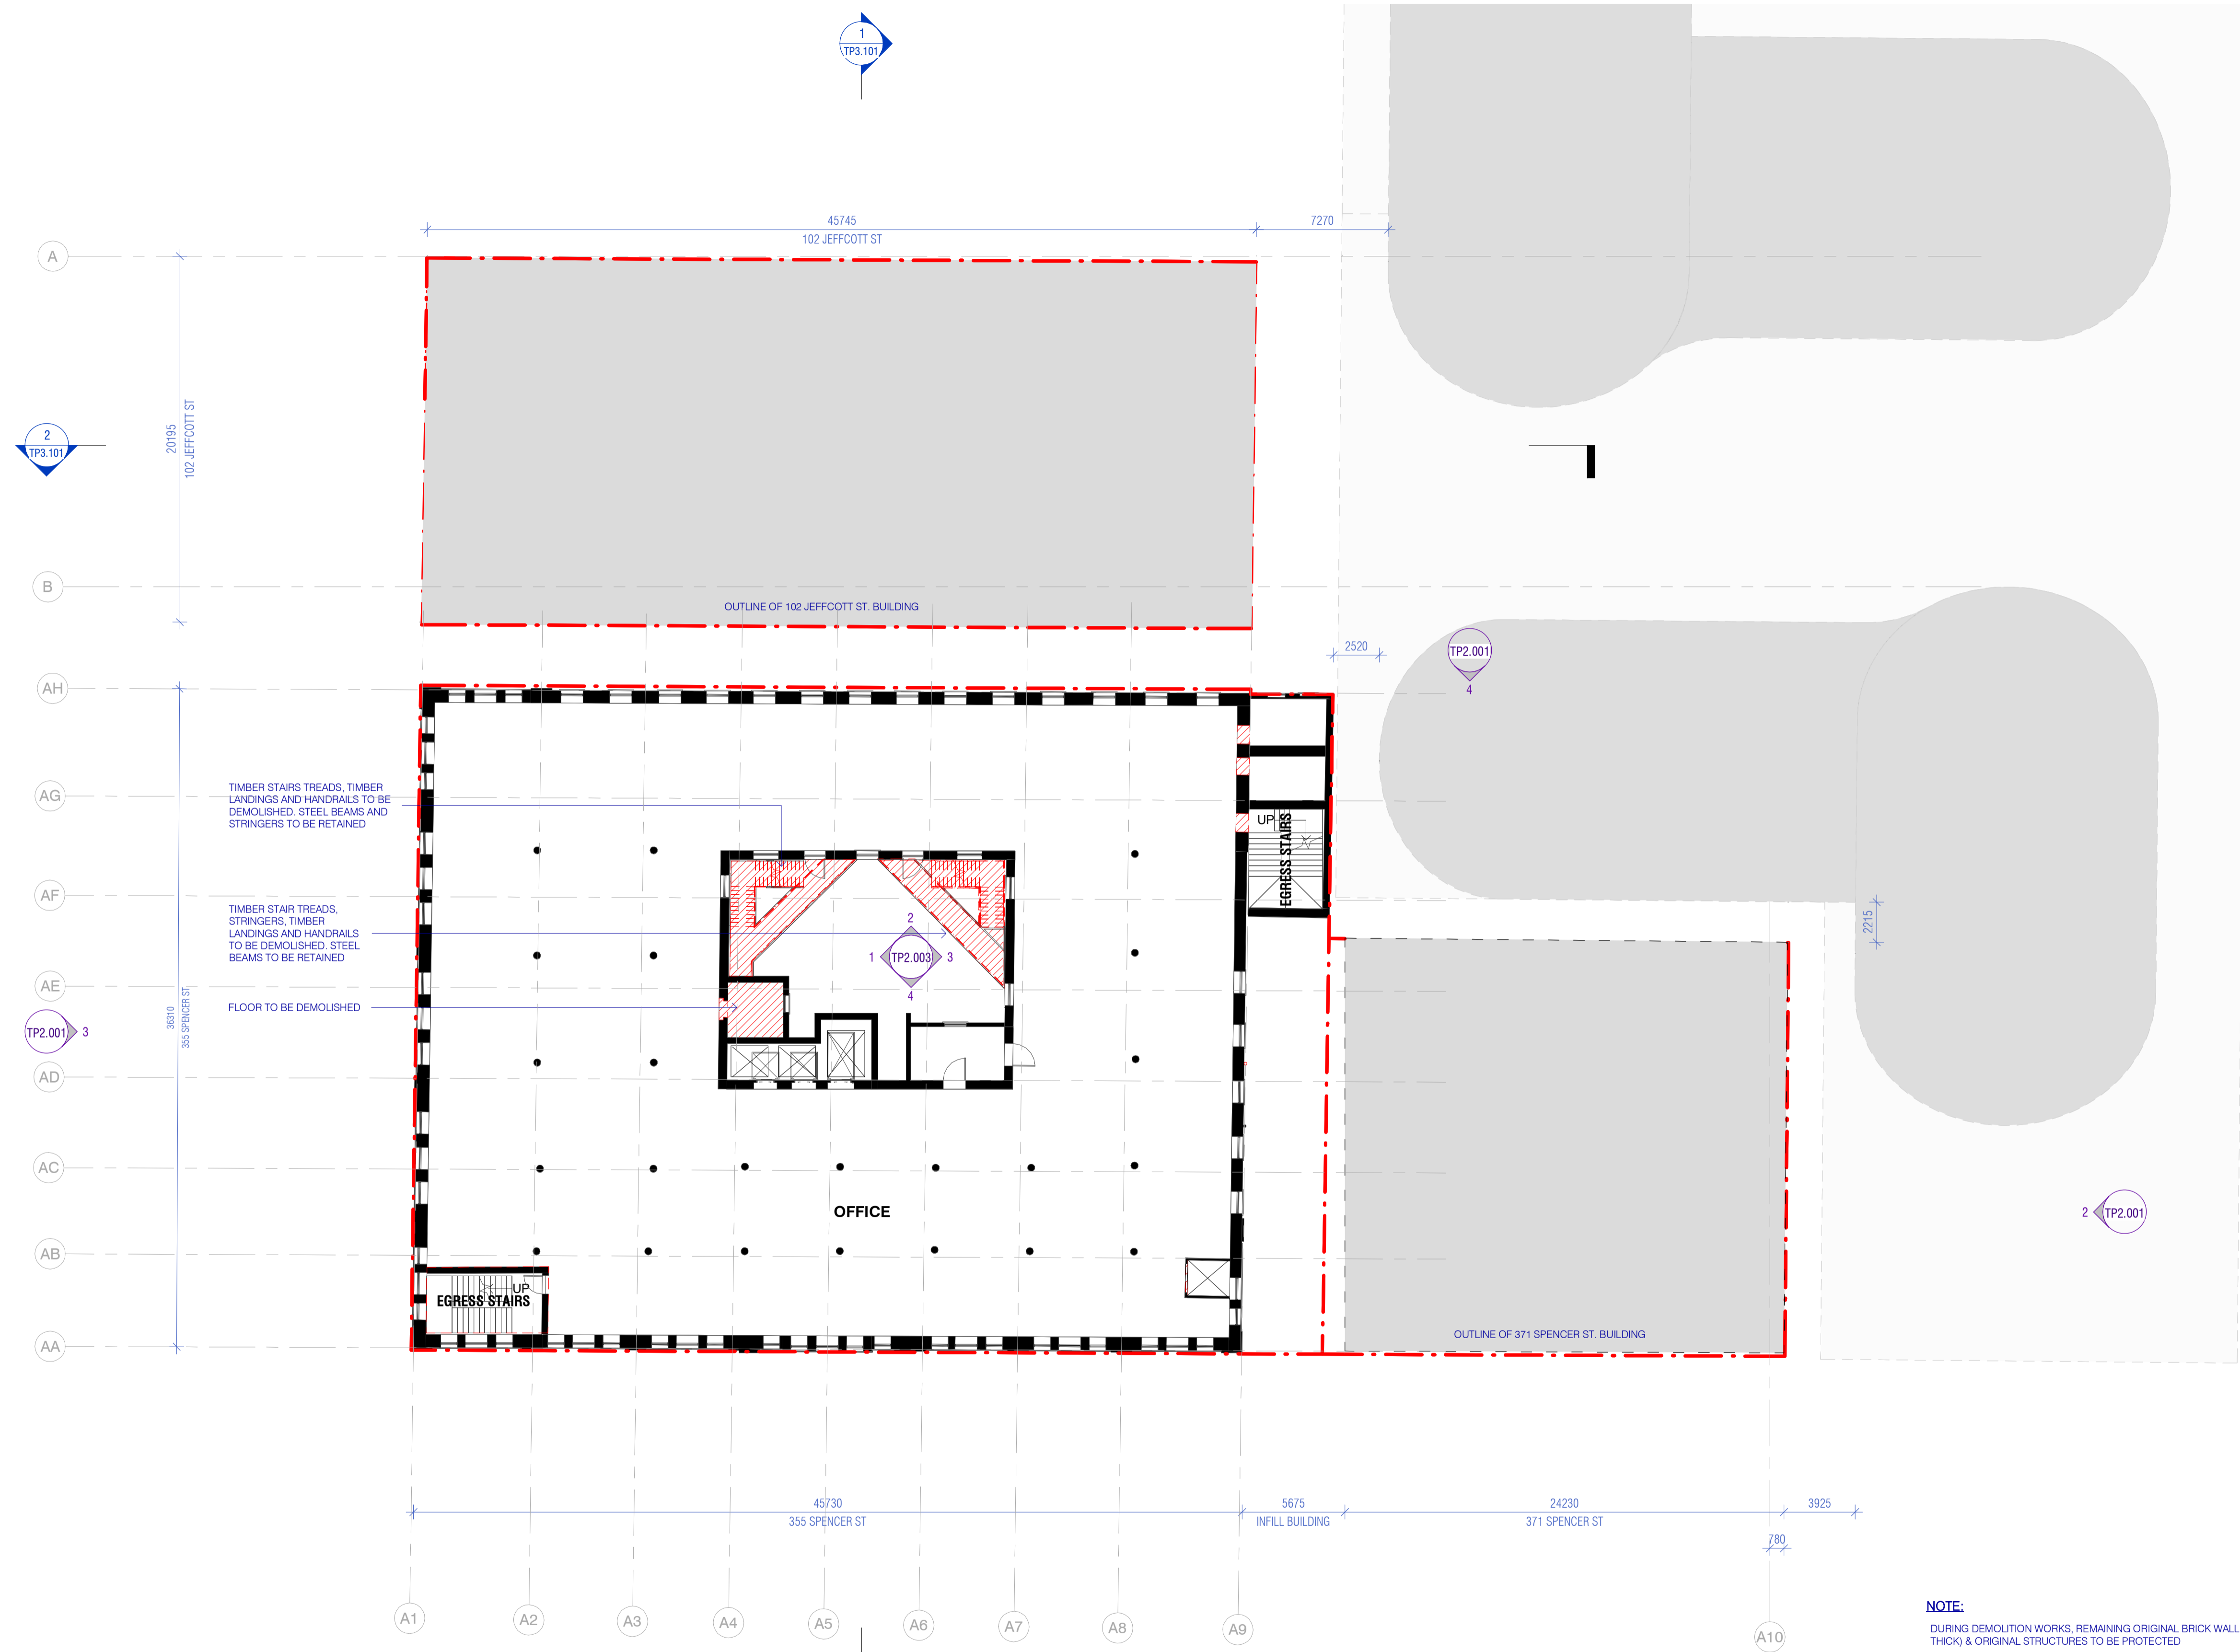 1
TP3.101
45745
7270
102 JEFFCOTT ST
A
20195
102 JEFFCOTT ST
2
TP3.101
B
OUTLINE OF 102 JEFFCOTT ST. BUILDING
2520
TP2.001
4
AH
AG
TIMBER STAIRS TREADS, TIMBER
LANDINGS AND HANDRAILS TO BE
DEMOLISHED. STEEL BEAMS AND
STRINGERS TO BE RETAINED
UP
EGRESS STAIRS
AF
TIMBER STAIR TREADS,
STRINGERS, TIMBER
LANDINGS AND HANDRAILS
TO BE DEMOLISHED. STEEL
BEAMS TO BE RETAINED
2
1
TP2.003
3
4
2215
AE
FLOOR TO BE DEMOLISHED
36310
355 SPENCER ST.
TP2.001
3
AD
AC
OFFICE
2
TP2.001
AB
UP
EGRESS STAIRS
AA
OUTLINE OF 371 SPENCER ST. BUILDING
45730
5675
24230
3925
355 SPENCER ST
INFILL BUILDING
371 SPENCER ST
780
A1
A2
A3
A4
A5
A6
A7
A8
A9
A10
NOTE:
DURING DEMOLITION WORKS, REMAINING ORIGINAL BRICK WALL
THICK) & ORIGINAL STRUCTURES TO BE PROTECTED